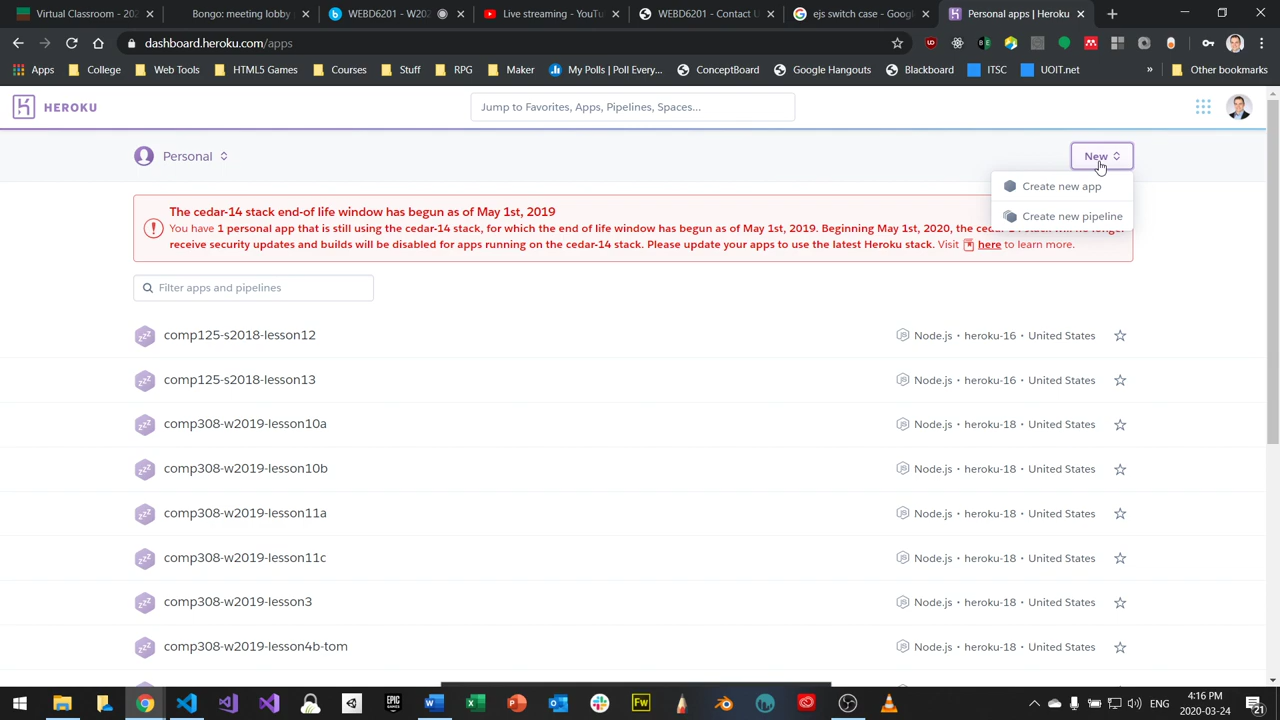 Virtual Classroom - 202
Bongo: meeting lobby
WEBD6201 - W202
Live streaming - YouTu
WEBD6201 - Contact U
ejs switch case - Googl
Personal apps | Heroku
dashboard.heroku.com/apps
Apps
College
Web Tools
HTML5 Games
Courses
Stuff
RPG
Maker
My Polls | Poll Every...
ConceptBoard
Google Hangouts
Blackboard
ITSC
UOIT.net
»
Other bookmarks
HEROKU
Jump to Favorites, Apps, Pipelines, Spaces...
Personal
New
Create new app
Create new pipeline
The cedar-14 stack end-of life window has begun as of May 1st, 2019
You have 1 personal app that is still using the cedar-14 stack, for which the end of life window has begun as of May 1st, 2019. Beginning May 1st, 2020, the
receive security updates and builds will be disabled for apps running on the cedar-14 stack. Please update your apps to use the latest Heroku stack. Visit here to learn more.
Filter apps and pipelines
comp125-s2018-lesson12
Node.js • heroku-16 • United States
comp125-s2018-lesson13
Node.js • heroku-16 • United States
comp308-w2019-lesson10a
Node.js • heroku-18 • United States
comp308-w2019-lesson10b
Node.js • heroku-18 • United States
comp308-w2019-lesson11a
Node.js • heroku-18 • United States
comp308-w2019-lesson11c
Node.js • heroku-18 • United States
comp308-w2019-lesson3
Node.js • heroku-18 • United States
comp308-w2019-lesson4b-tom
Node.js • heroku-18 • United States
ENG
4:16 PM
2020-03-24
21